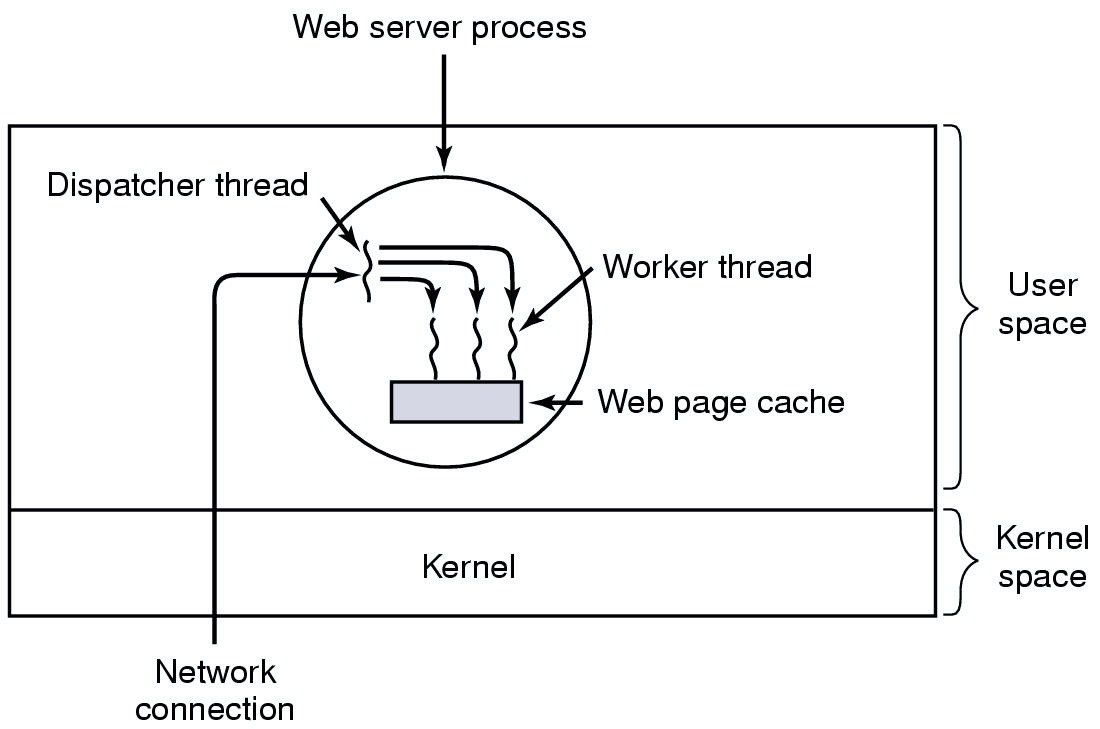 Web server process
Dispatcher thread
Worker thread
User
space
Web page cache
Kernel
Kernel
space
Network
connection